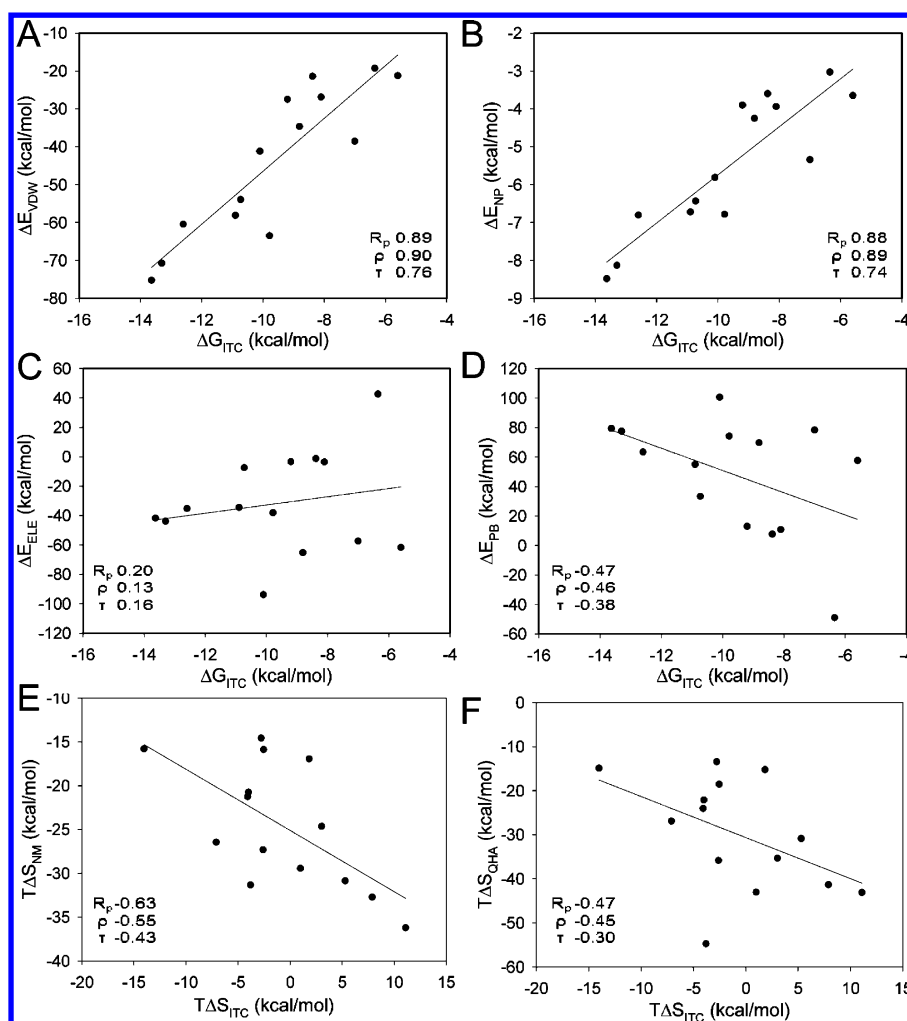 A
ΔE_VDW (kcal/mol)
-10
-20
-30
-40
-50
-60
-70
-80
R_p 0.89
ρ 0.90
τ 0.76
-16 -14 -12 -10 -8 -6 -4
ΔG_ITC (kcal/mol)
B
ΔE_NP (kcal/mol)
-2
-3
-4
-5
-6
-7
-8
-9
R_p 0.88
ρ 0.89
τ 0.74
-16 -14 -12 -10 -8 -6 -4
ΔG_ITC (kcal/mol)
C
ΔE_ELE (kcal/mol)
60
40
20
0
-20
-40
-60
-80
-100
-120
R_p 0.20
ρ 0.13
τ 0.16
-16 -14 -12 -10 -8 -6 -4
ΔG_ITC (kcal/mol)
D
ΔE_PB (kcal/mol)
120
100
80
60
40
20
0
-20
-40
-60
R_p -0.47
ρ -0.46
τ -0.38
-16 -14 -12 -10 -8 -6 -4
ΔG_ITC (kcal/mol)
E
TΔS_NM (kcal/mol)
-10
-15
-20
-25
-30
-35
-40
R_p -0.63
ρ -0.55
τ -0.43
-20 -15 -10 -5 0 5 10 15
TΔS_ITC (kcal/mol)
F
TΔS_QHA (kcal/mol)
0
-10
-20
-30
-40
-50
-60
R_p -0.47
ρ -0.45
τ -0.30
-20 -15 -10 -5 0 5 10 15
TΔS_ITC (kcal/mol)